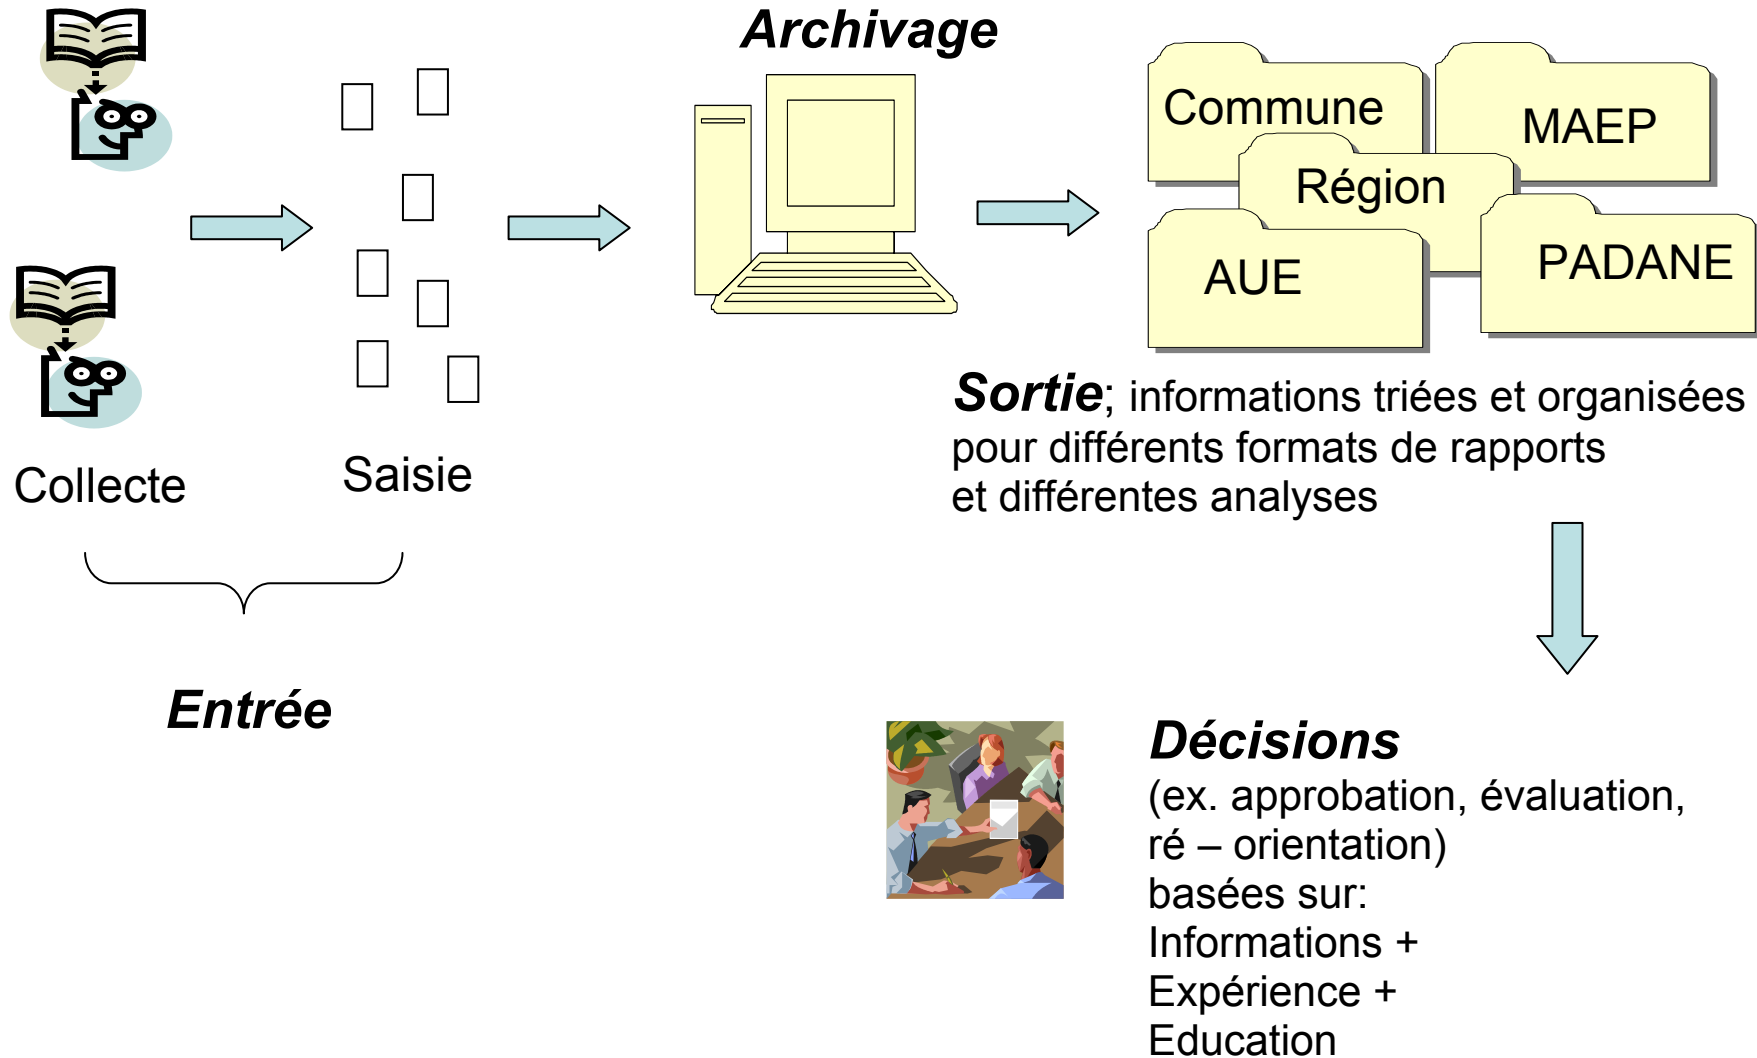 Archivage
Commune
MAEP
Région
AUE
PADANE
Collecte
Saisie
Entrée
Sortie; informations triées et organisées
pour différents formats de rapports
et différentes analyses
Décisions
(ex. approbation, évaluation,
ré – orientation)
basées sur:
Informations +
Expérience +
Education